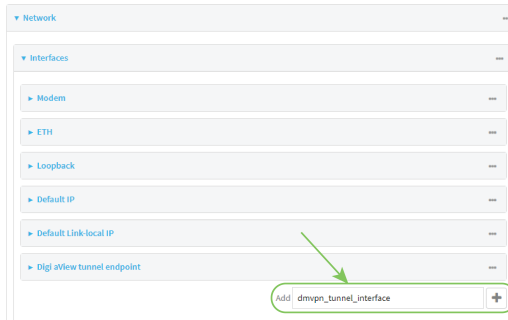 Network
Interfaces
Modem
ETH
Loopback
Default IP
Default Link-local IP
Digi aView tunnel endpoint
Add dmvpn_tunnel_interface